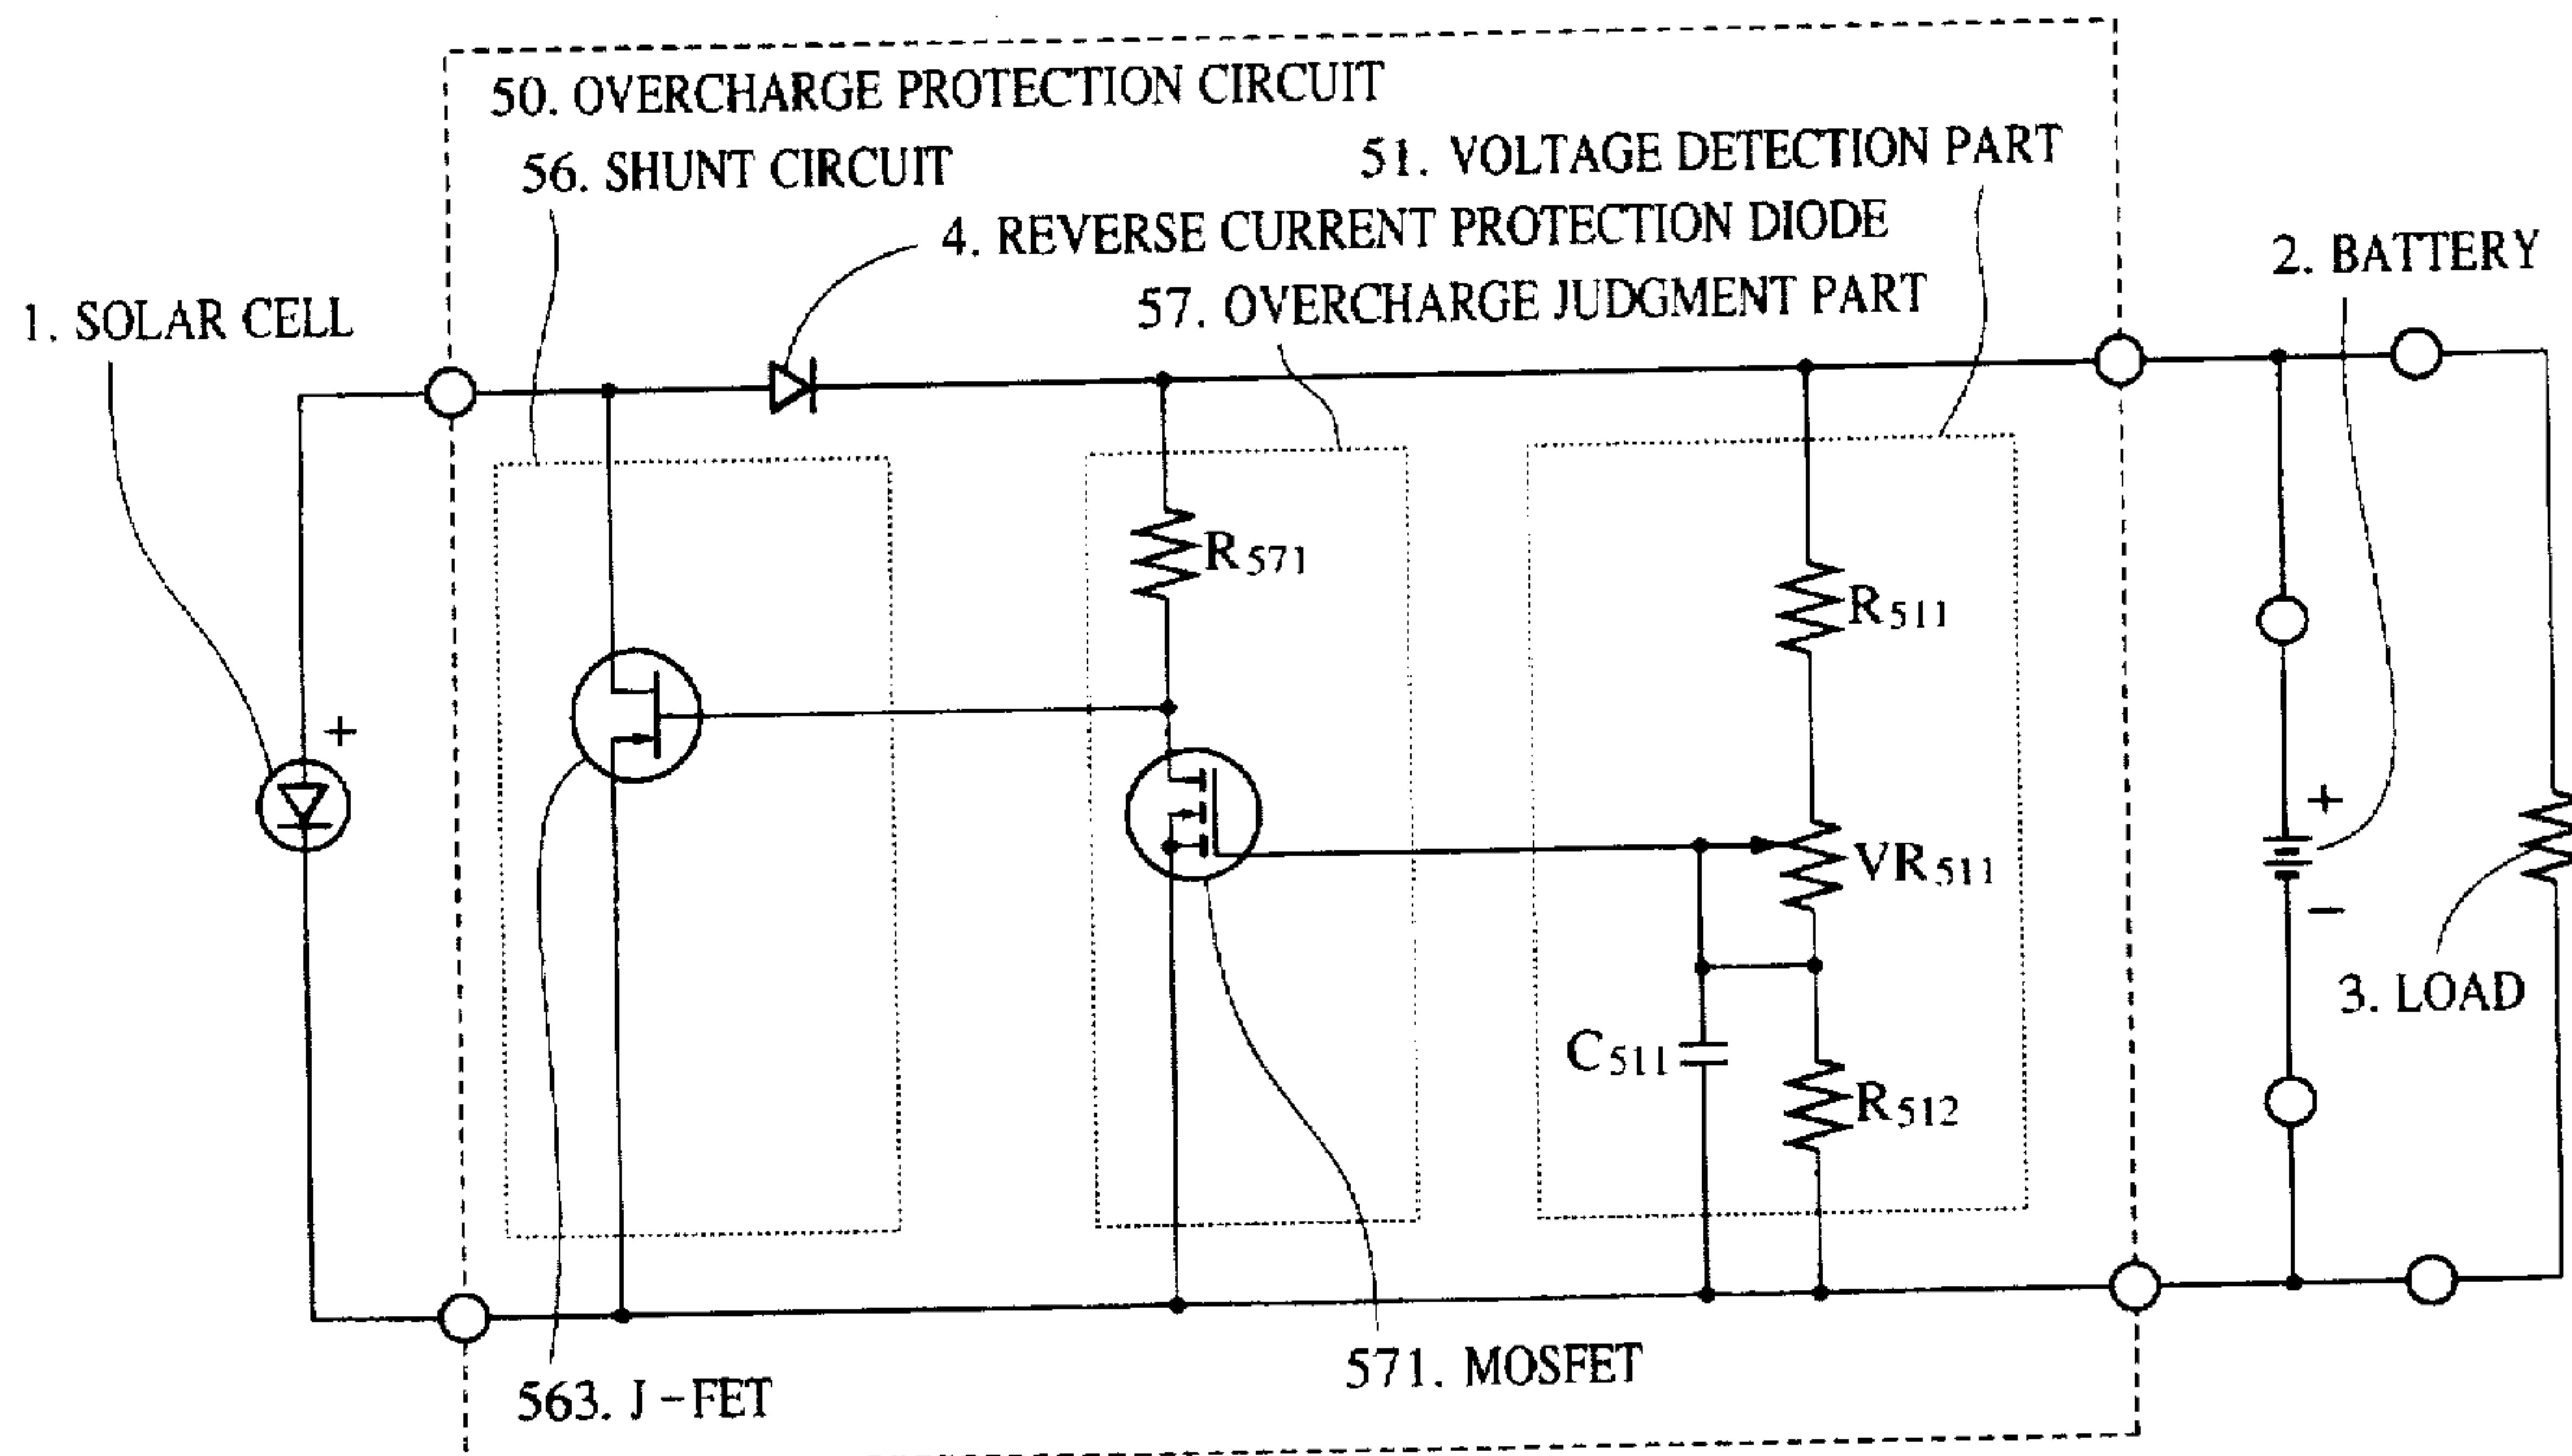 50. OVERCHARGE PROTECTION CIRCUIT
56. SHUNT CIRCUIT
51. VOLTAGE DETECTION PART
4. REVERSE CURRENT PROTECTION DIODE
57. OVERCHARGE JUDGMENT PART
2. BATTERY
1. SOLAR CELL
R571
R511
+
+
VR511
−
3. LOAD
C511
R512
571. MOSFET
563. J-FET